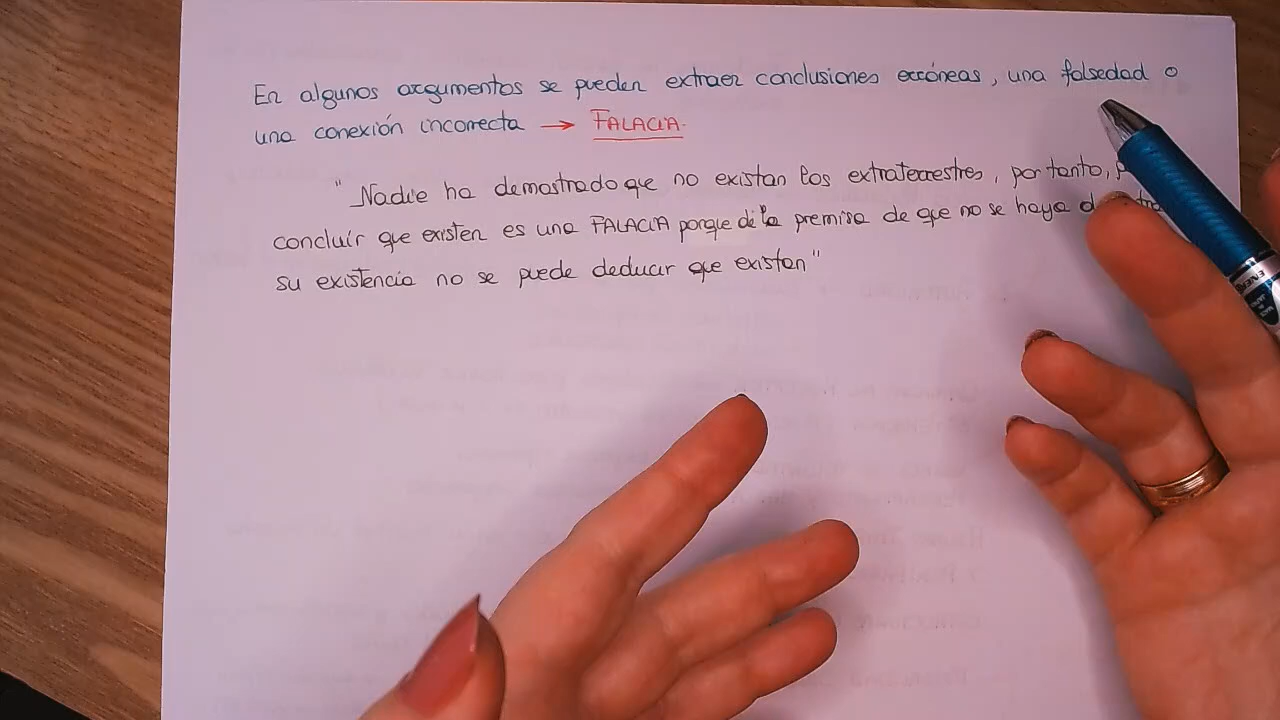 En algunos argumentos se pueden extraer conclusiones erróneas, una falsedad o
una conexión incorrecta → FALACIA.
"Nadie ha demostrado que no existan los extraterrestres, por tanto,
concluir que existen es una FALACIA porque de la premisa de que no se haya
su existencia no se puede deducir que existan"